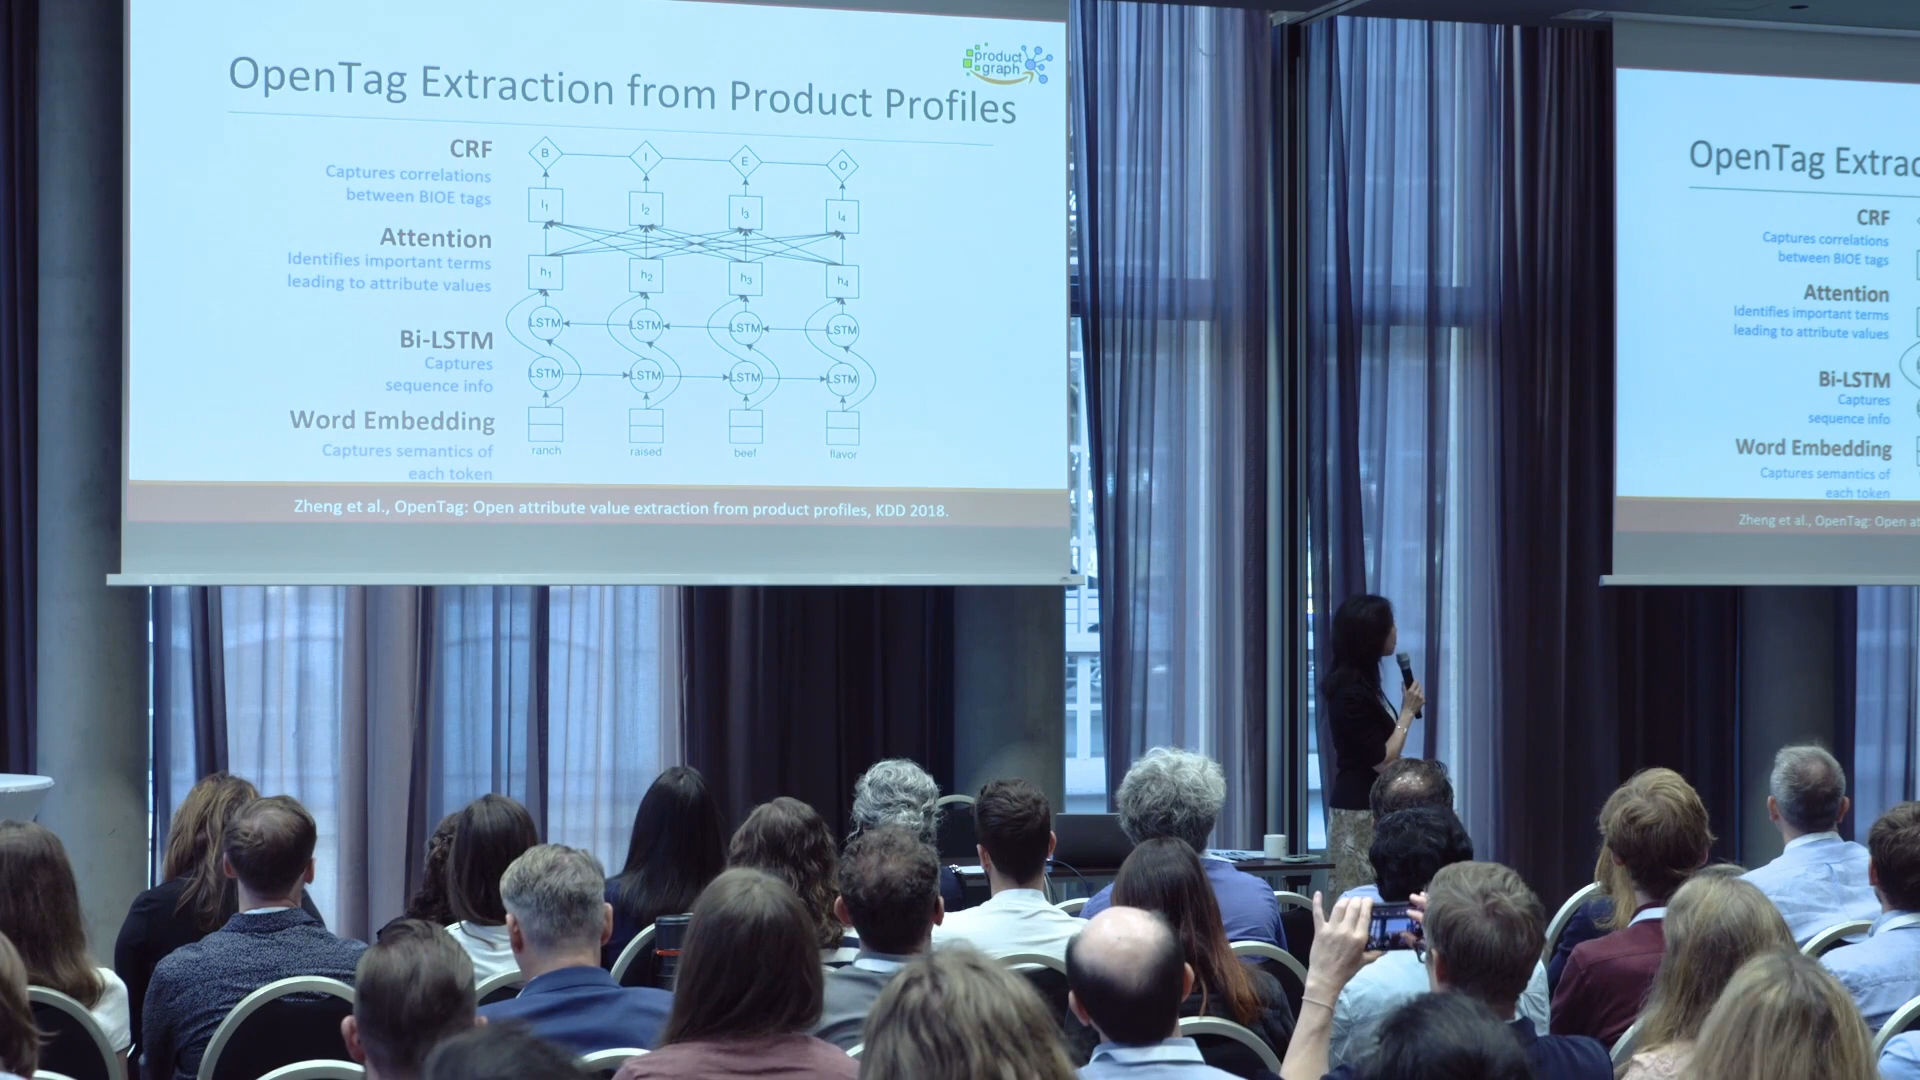 product
graph
OpenTag Extraction from Product Profiles
CRF
Captures correlations
between BIOE tags
B I E O
l1 l2 l3 l4
Attention
Identifies important terms
leading to attribute values
h1 h2 h3 h4
Bi-LSTM
Captures
sequence info
LSTM LSTM LSTM LSTM
LSTM LSTM LSTM LSTM
Word Embedding
Captures semantics of
each token
ranch raised beef flavor
Zheng et al., OpenTag: Open attribute value extraction from product profiles, KDD 2018.
OpenTag Extrac
CRF
Captures correlations
between BIOE tags
Attention
Identifies important terms
leading to attribute values
Bi-LSTM
Captures
sequence info
Word Embedding
Captures semantics of
each token
Zheng et al., OpenTag: Open at